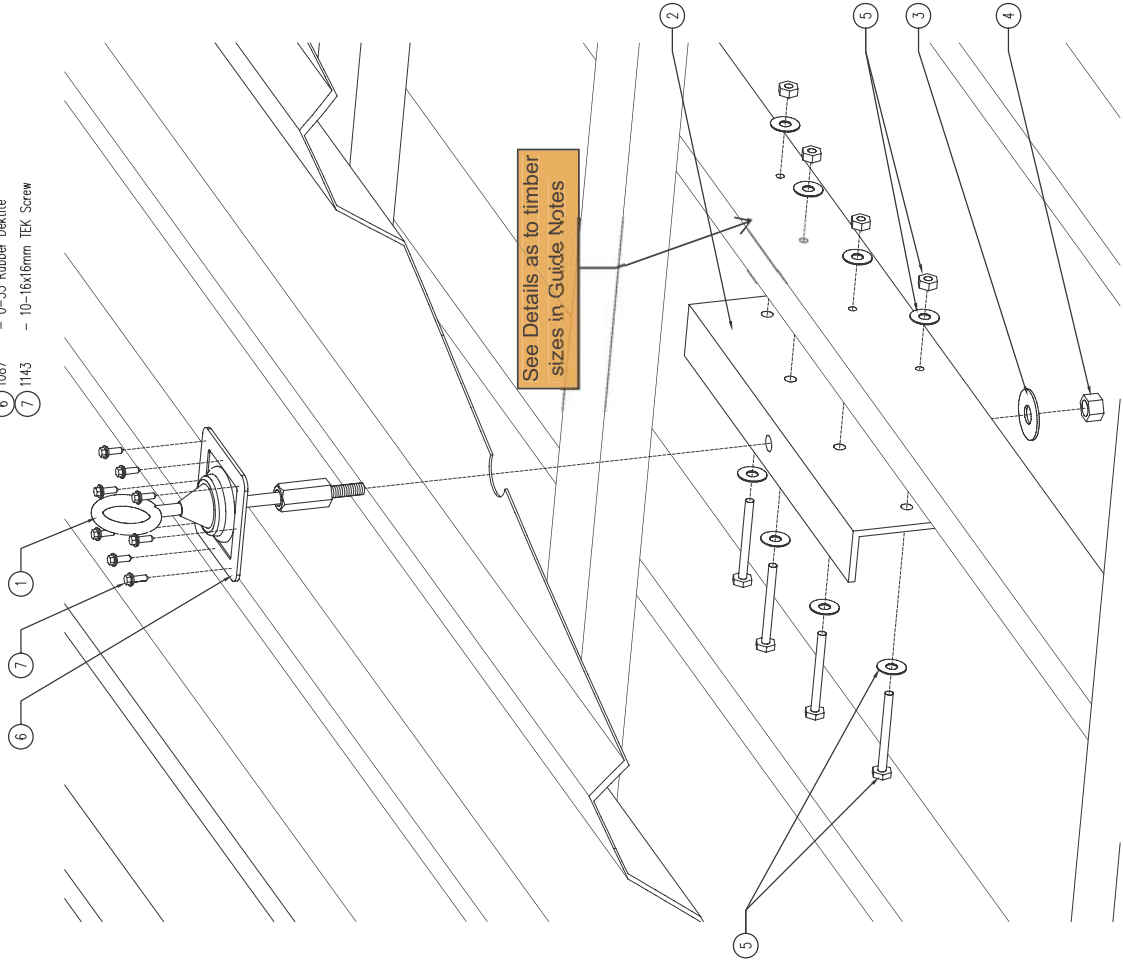 6 1087 - 0-35 Rubber Dektite
7 1143 - 10-16x16mm TEK Screw
See Details as to timber
sizes in Guide Notes
1
7
6
2
5
3
4
5